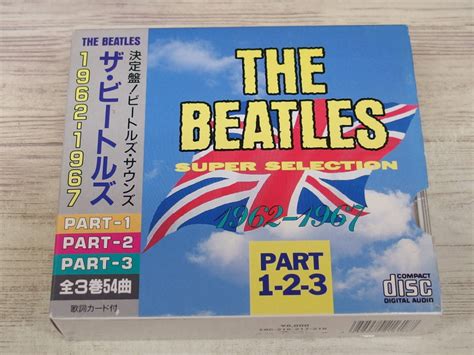 THE BEATLES
ザ・ビートルズ
1962-1967
決定盤!ビートルズ・サウンズ
PART-1
PART-2
PART-3
全3巻54曲
歌詞カード付
THE
BEATLES
SUPER SELECTION
1962-1967
PART
1-2-3
COMPACT
disc
DIGITAL AUDIO